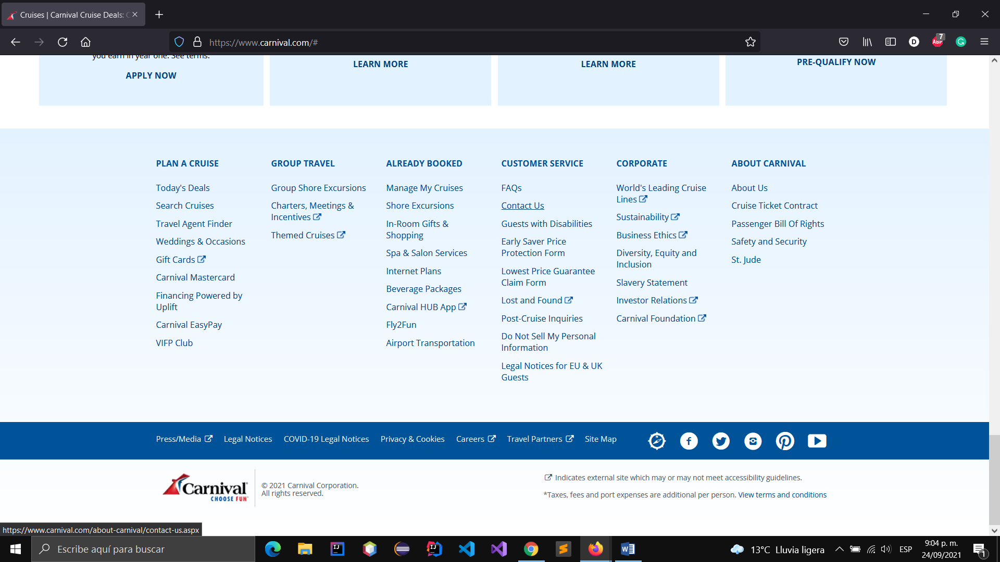 Cruises | Carnival Cruise Deals: C
https://www.carnival.com/#
7
ABP
D
G
you earn in year one. See terms.
APPLY NOW
LEARN MORE
LEARN MORE
PRE-QUALIFY NOW
PLAN A CRUISE
Today's Deals
Search Cruises
Travel Agent Finder
Weddings & Occasions
Gift Cards
Carnival Mastercard
Financing Powered by
Uplift
Carnival EasyPay
VIFP Club
GROUP TRAVEL
Group Shore Excursions
Charters, Meetings &
Incentives
Themed Cruises
ALREADY BOOKED
Manage My Cruises
Shore Excursions
In-Room Gifts &
Shopping
Spa & Salon Services
Internet Plans
Beverage Packages
Carnival HUB App
Fly2Fun
Airport Transportation
CUSTOMER SERVICE
FAQs
Contact Us
Guests with Disabilities
Early Saver Price
Protection Form
Lowest Price Guarantee
Claim Form
Lost and Found
Post-Cruise Inquiries
Do Not Sell My Personal
Information
Legal Notices for EU & UK
Guests
CORPORATE
World's Leading Cruise
Lines
Sustainability
Business Ethics
Diversity, Equity and
Inclusion
Slavery Statement
Investor Relations
Carnival Foundation
ABOUT CARNIVAL
About Us
Cruise Ticket Contract
Passenger Bill Of Rights
Safety and Security
St. Jude
Press/Media
Legal Notices
COVID-19 Legal Notices
Privacy & Cookies
Careers
Travel Partners
Site Map
Carnival
CHOOSE FUN
© 2021 Carnival Corporation.
All rights reserved.
Indicates external site which may or may not meet accessibility guidelines.
*Taxes, fees and port expenses are additional per person. View terms and conditions
https://www.carnival.com/about-carnival/contact-us.aspx
Escribe aquí para buscar
IJ
IJ
W
13°C Lluvia ligera
ESP
9:04 p. m.
24/09/2021
1